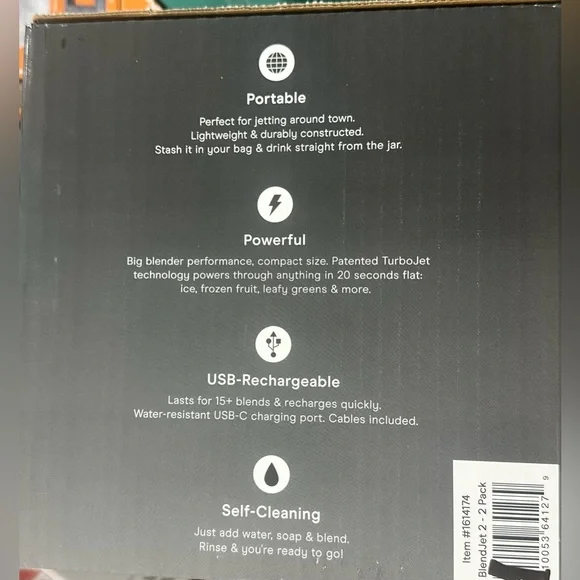 Portable
Perfect for jetting around town.
Lightweight & durably constructed.
Stash it in your bag & drink straight from the jar.
Powerful
Big blender performance, compact size. Patented TurboJet
technology powers through anything in 20 seconds flat:
ice, frozen fruit, leafy greens & more.
USB-Rechargeable
Lasts for 15+ blends & recharges quickly.
Water-resistant USB-C charging port. Cables included.
Self-Cleaning
Just add water, soap & blend.
Rinse & you're ready to go!
Item #1614174
BlendJet 2 - 2 Pack
10053 64127 9